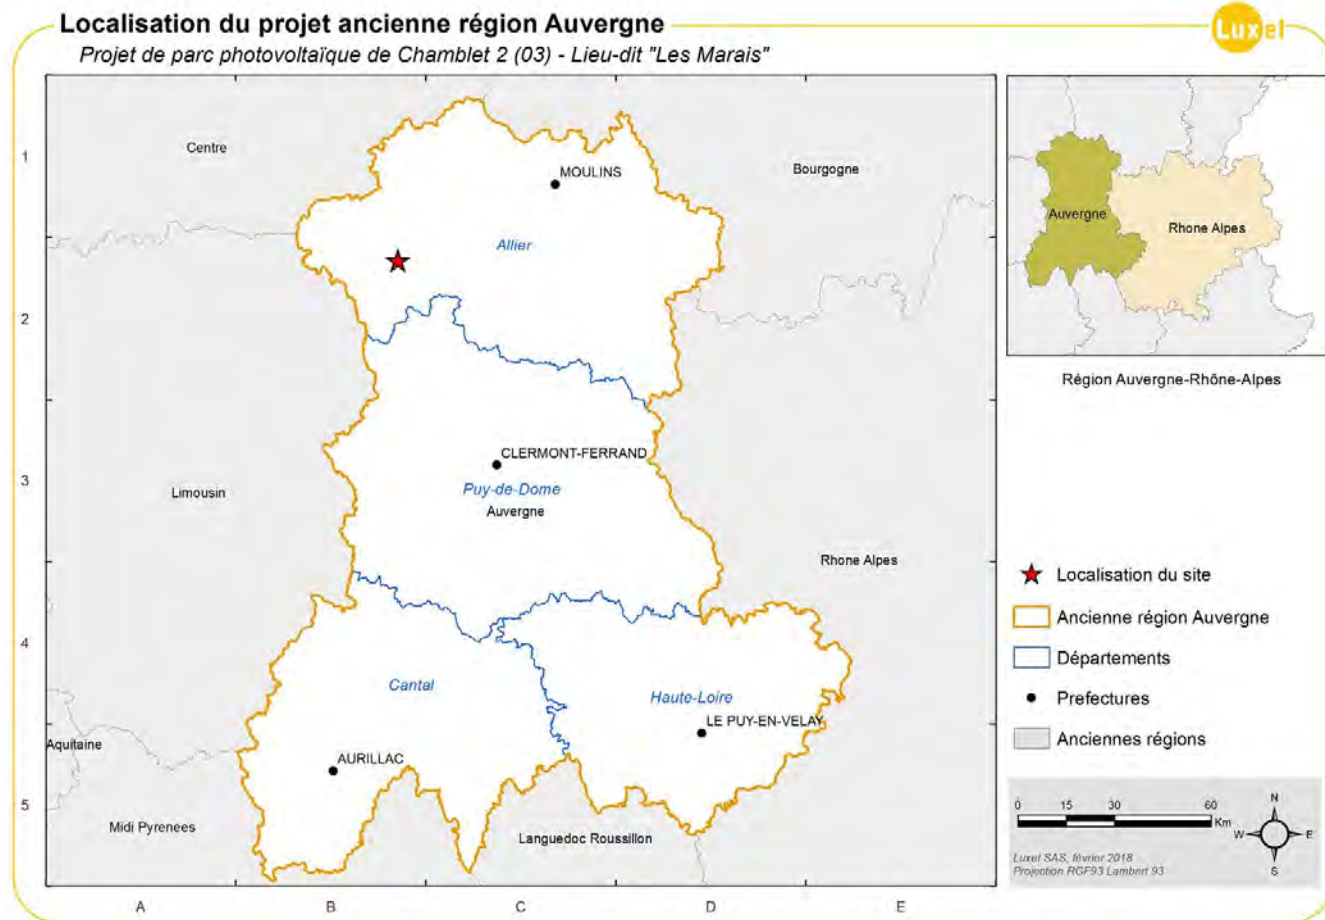 Localisation du projet ancienne région Auvergne
Luxel
Projet de parc photovoltaïque de Chamblet 2 (03) - Lieu-dit "Les Marais"
1
Centre
Bourgogne
MOULINS
Allier
Auvergne
Rhone Alpes
2
Région Auvergne-Rhône-Alpes
CLERMONT-FERRAND
3
Limousin
Puy-de-Dome
Auvergne
Rhone Alpes
Localisation du site
Ancienne région Auvergne
4
Départements
Cantal
Haute-Loire
Prefectures
LE PUY-EN-VELAY
Aquitaine
Anciennes régions
AURILLAC
5
Midi Pyrenees
Languedoc Roussillon
0 15 30 60
Km
N
W E
S
Luxel SAS, février 2018
Projection RGF93 Lambert 93
A B C D E